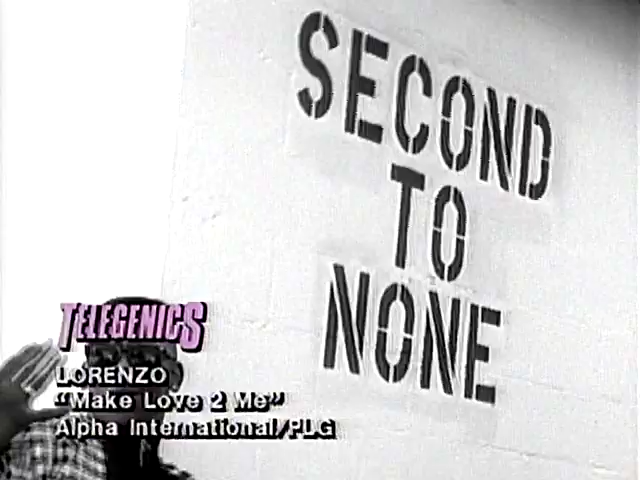 SECOND
TO
NONE
TELEGENICS
LORENZO
"Make Love 2 Me"
Alpha International/PLG